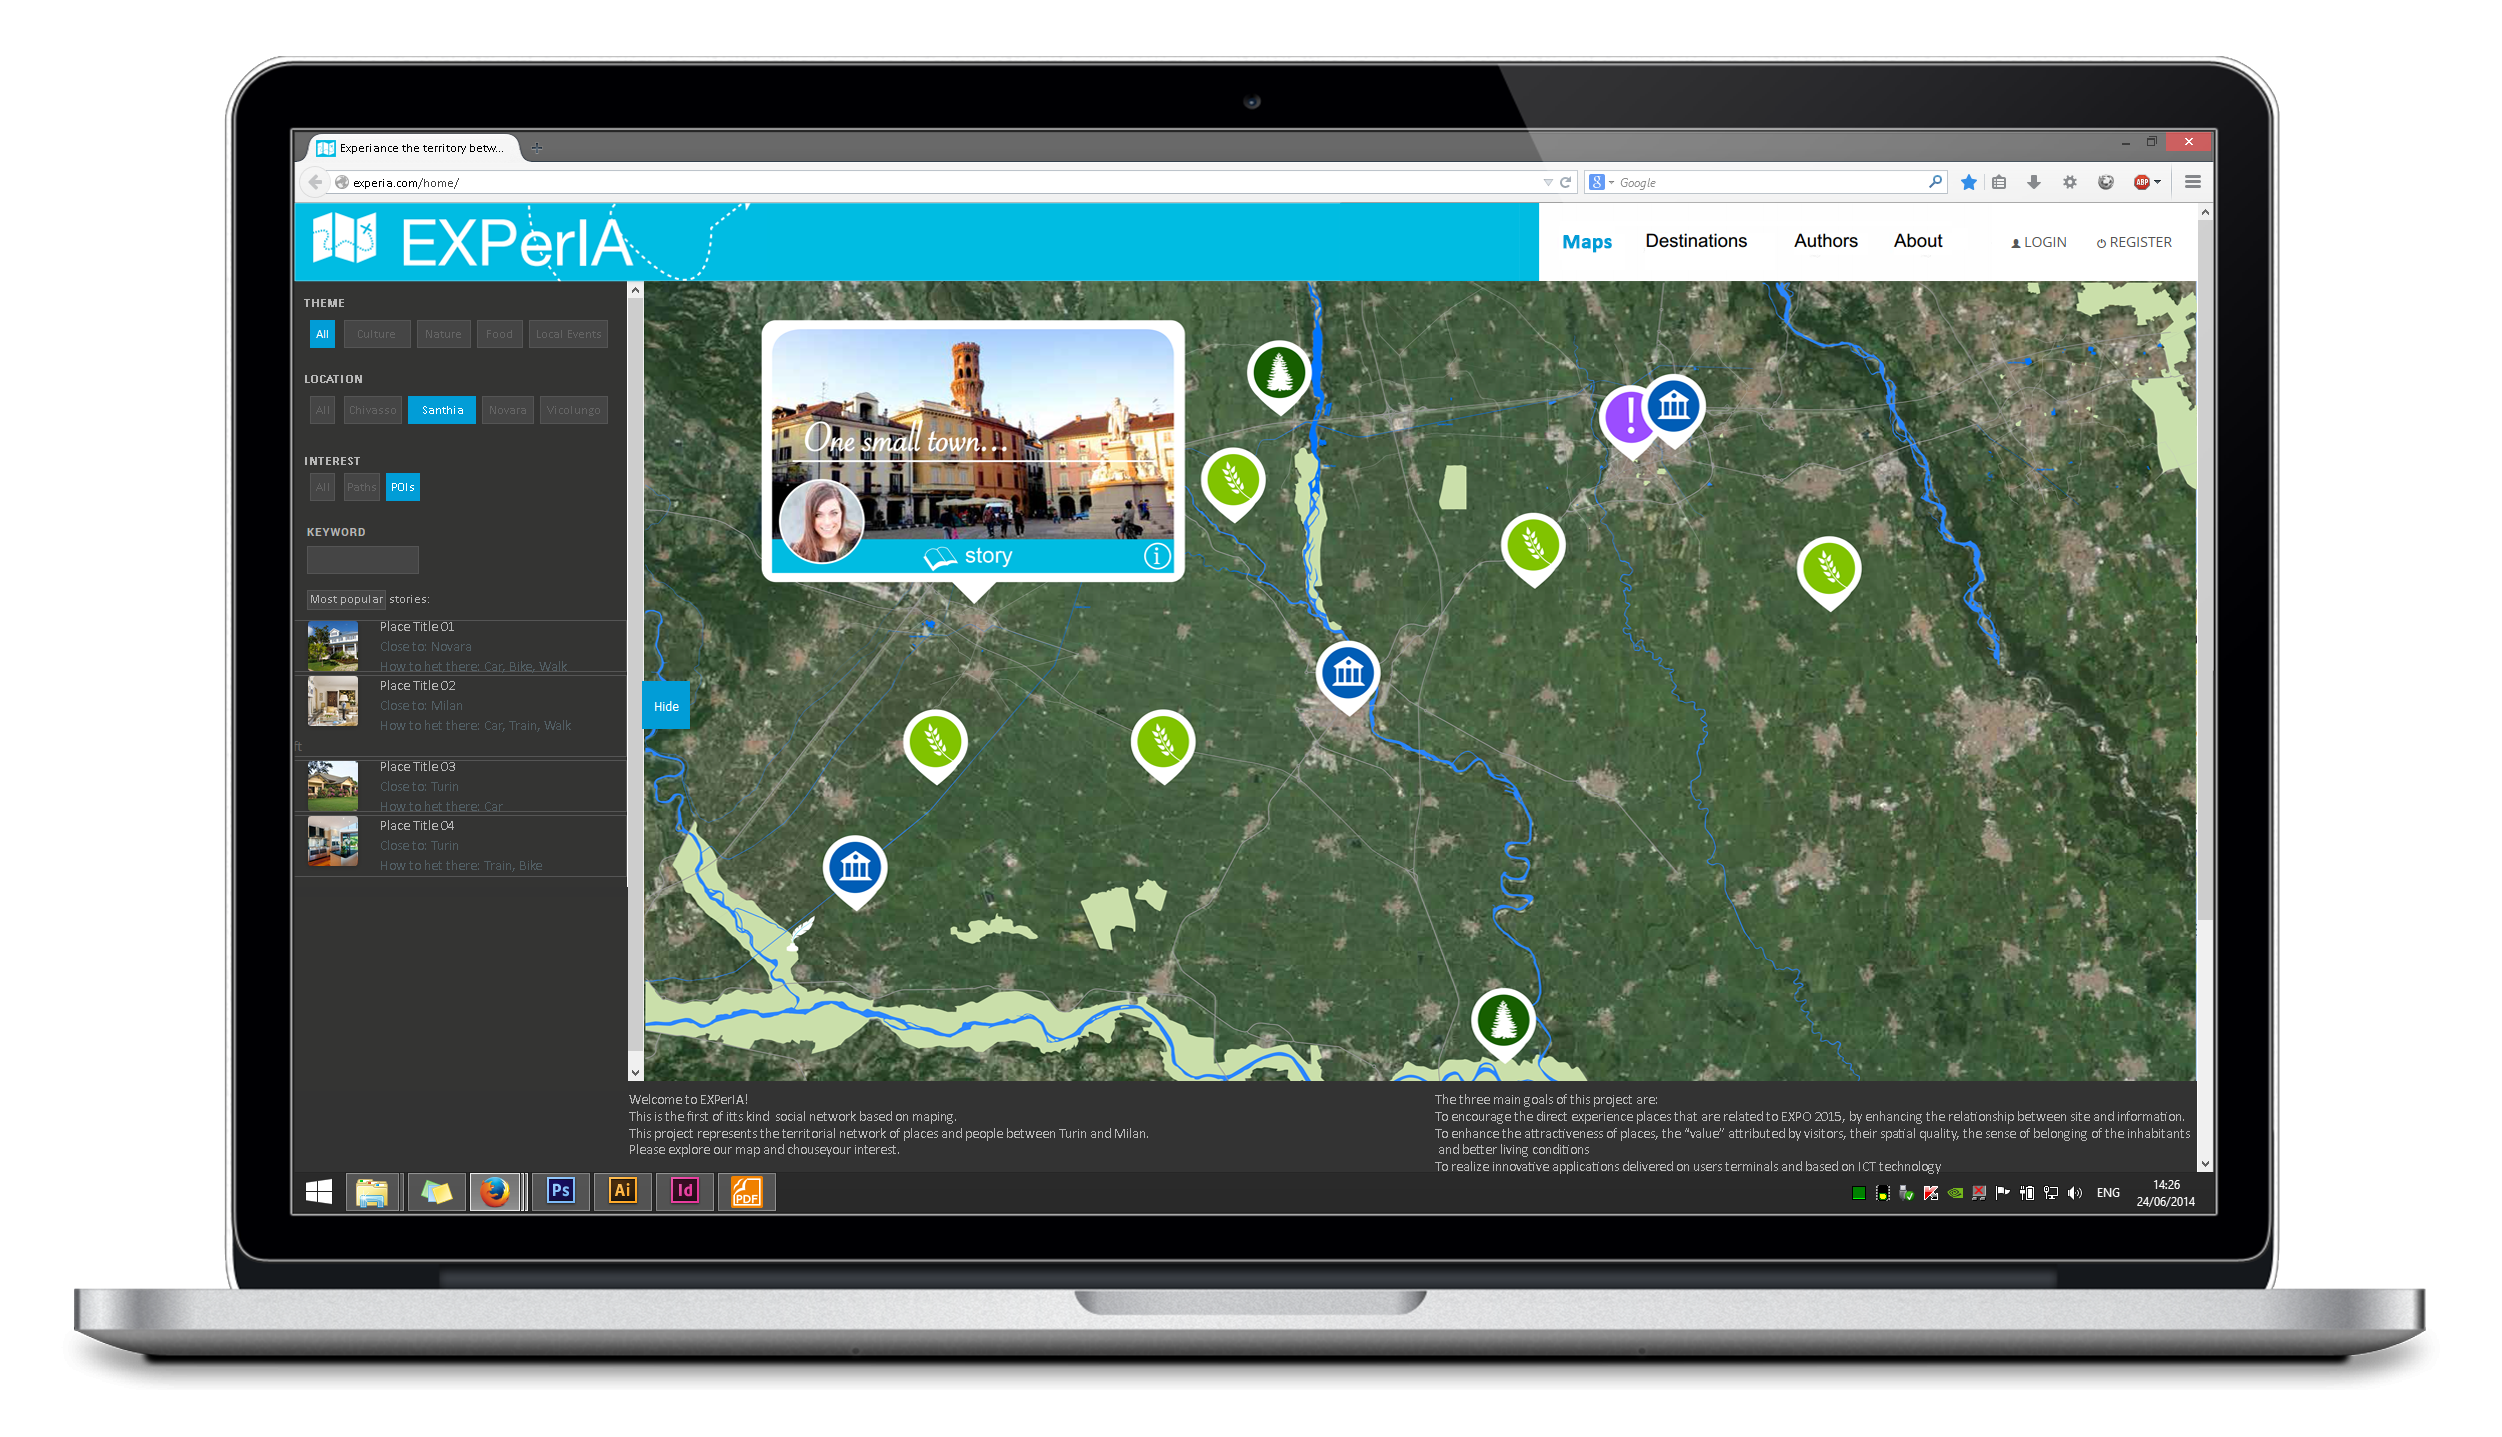 Experiance the territory betw...
experia.com/home/
Google
ABP
EXPerIA
Maps
Destinations
Authors
About
LOGIN
REGISTER
THEME
All
Culture
Nature
Food
Local Events
LOCATION
All
Chivasso
Santhia
Novara
Vicolungo
INTEREST
All
Paths
POIs
KEYWORD
Most popular stories:
Place Title 01
Close to: Novara
How to het there: Car, Bike, Walk
Place Title 02
Close to: Milan
How to het there: Car, Train, Walk
ft
Place Title 03
Close to: Turin
How to het there: Car
Place Title 04
Close to: Turin
How to het there: Train, Bike
One small town...
story
i
Hide
!
Welcome to EXPerIA!
This is the first of itts kind social network based on maping.
This project represents the territorial network of places and people between Turin and Milan.
Please explore our map and chouseyour interest.
The three main goals of this project are:
To encourage the direct experience places that are related to EXPO 2015, by enhancing the relationship between site and information.
To enhance the attractiveness of places, the “value” attributed by visitors, their spatial quality, the sense of belonging of the inhabitants
and better living conditions
To realize innovative applications delivered on users terminals and based on ICT technology
Ps
Ai
Id
PDF
ENG
14:26
24/06/2014